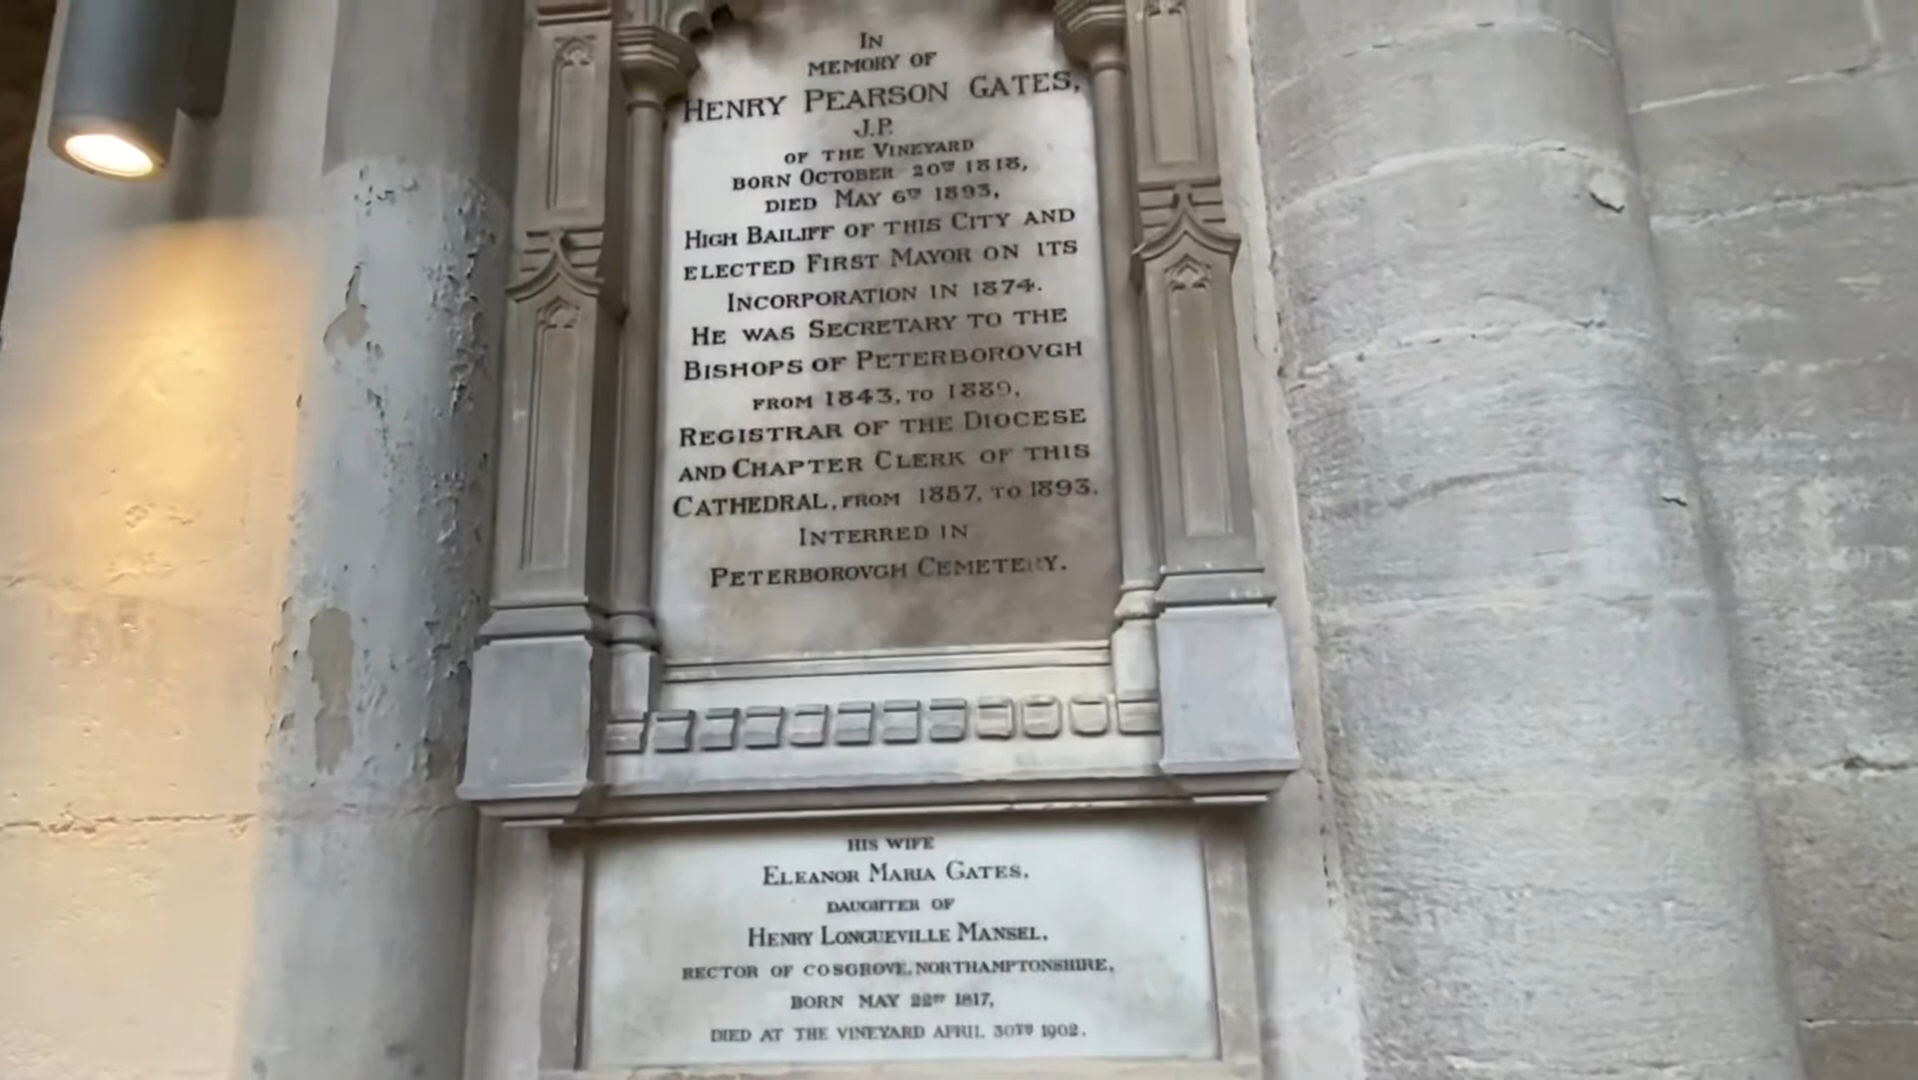 IN
MEMORY OF
HENRY PEARSON GATES,
J.P.
OF THE VINEYARD
BORN OCTOBER 20TH 1818,
DIED MAY 6TH 1893,
HIGH BAILIFF OF THIS CITY AND
ELECTED FIRST MAYOR ON ITS
INCORPORATION IN 1874.
HE WAS SECRETARY TO THE
BISHOPS OF PETERBOROVGH
FROM 1843, TO 1889,
REGISTRAR OF THE DIOCESE
AND CHAPTER CLERK OF THIS
CATHEDRAL, FROM 1857, TO 1893.
INTERRED IN
PETERBOROVGH CEMETERY.
HIS WIFE
ELEANOR MARIA GATES,
DAUGHTER OF
HENRY LONGUEVILLE MANSEL,
RECTOR OF COSGROVE, NORTHAMPTONSHIRE,
BORN MAY 22ND 1817,
DIED AT THE VINEYARD APRIL 30TH 1902.